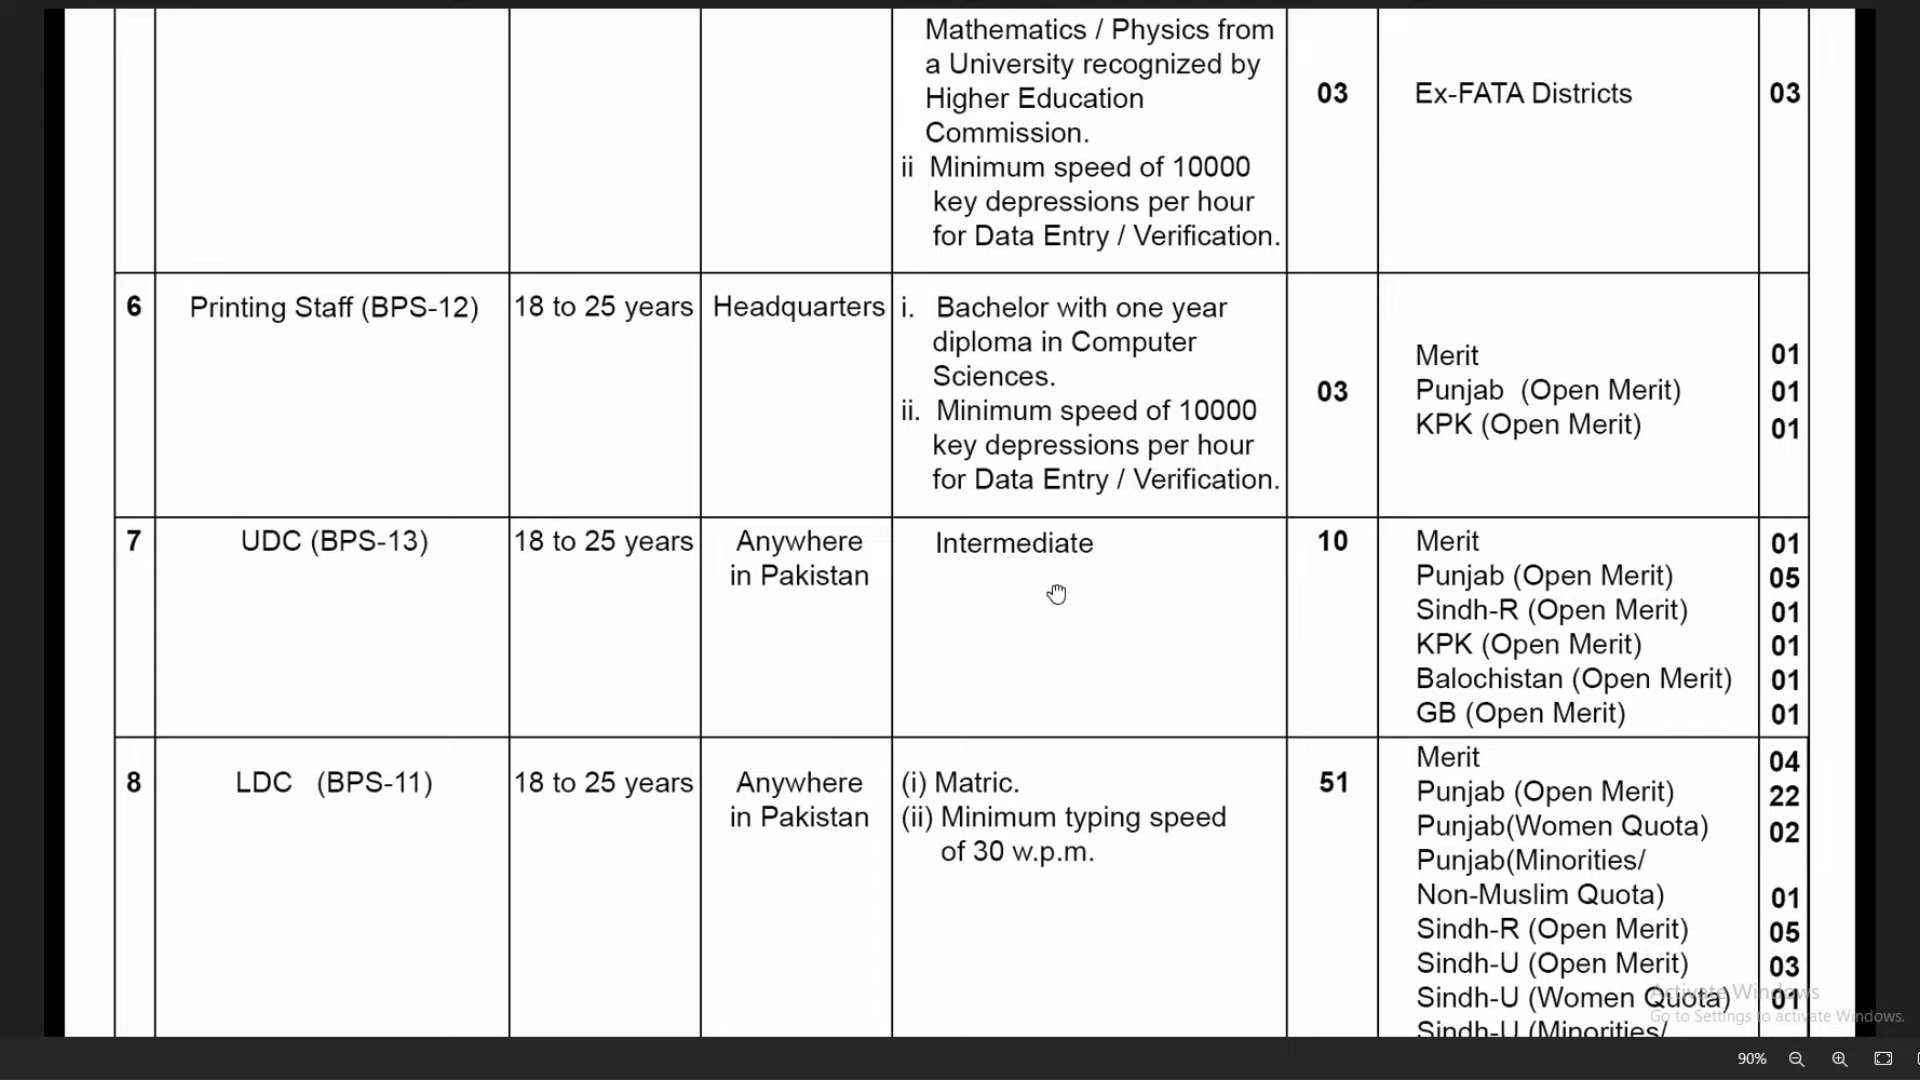 Mathematics / Physics from
a University recognized by
Higher Education
Commission.
ii Minimum speed of 10000
key depressions per hour
for Data Entry / Verification.
03
Ex-FATA Districts 03
6 Printing Staff (BPS-12) 18 to 25 years Headquarters
i. Bachelor with one year
diploma in Computer
Sciences.
ii. Minimum speed of 10000
key depressions per hour
for Data Entry / Verification.
03
Merit 01
Punjab (Open Merit) 01
KPK (Open Merit) 01
7 UDC (BPS-13) 18 to 25 years
Anywhere
in Pakistan
Intermediate
10
Merit 01
Punjab (Open Merit) 05
Sindh-R (Open Merit) 01
KPK (Open Merit) 01
Balochistan (Open Merit) 01
GB (Open Merit) 01
8 LDC (BPS-11) 18 to 25 years
Anywhere
in Pakistan
(i) Matric.
(ii) Minimum typing speed
of 30 w.p.m.
51
Merit 04
Punjab (Open Merit) 22
Punjab(Women Quota) 02
Punjab(Minorities/
Non-Muslim Quota) 01
Sindh-R (Open Merit) 05
Sindh-U (Open Merit) 03
Sindh-U (Women Quota) 01
Sindh-U (Minorities/
Activate Windows
Go to Settings to activate Windows.
90%